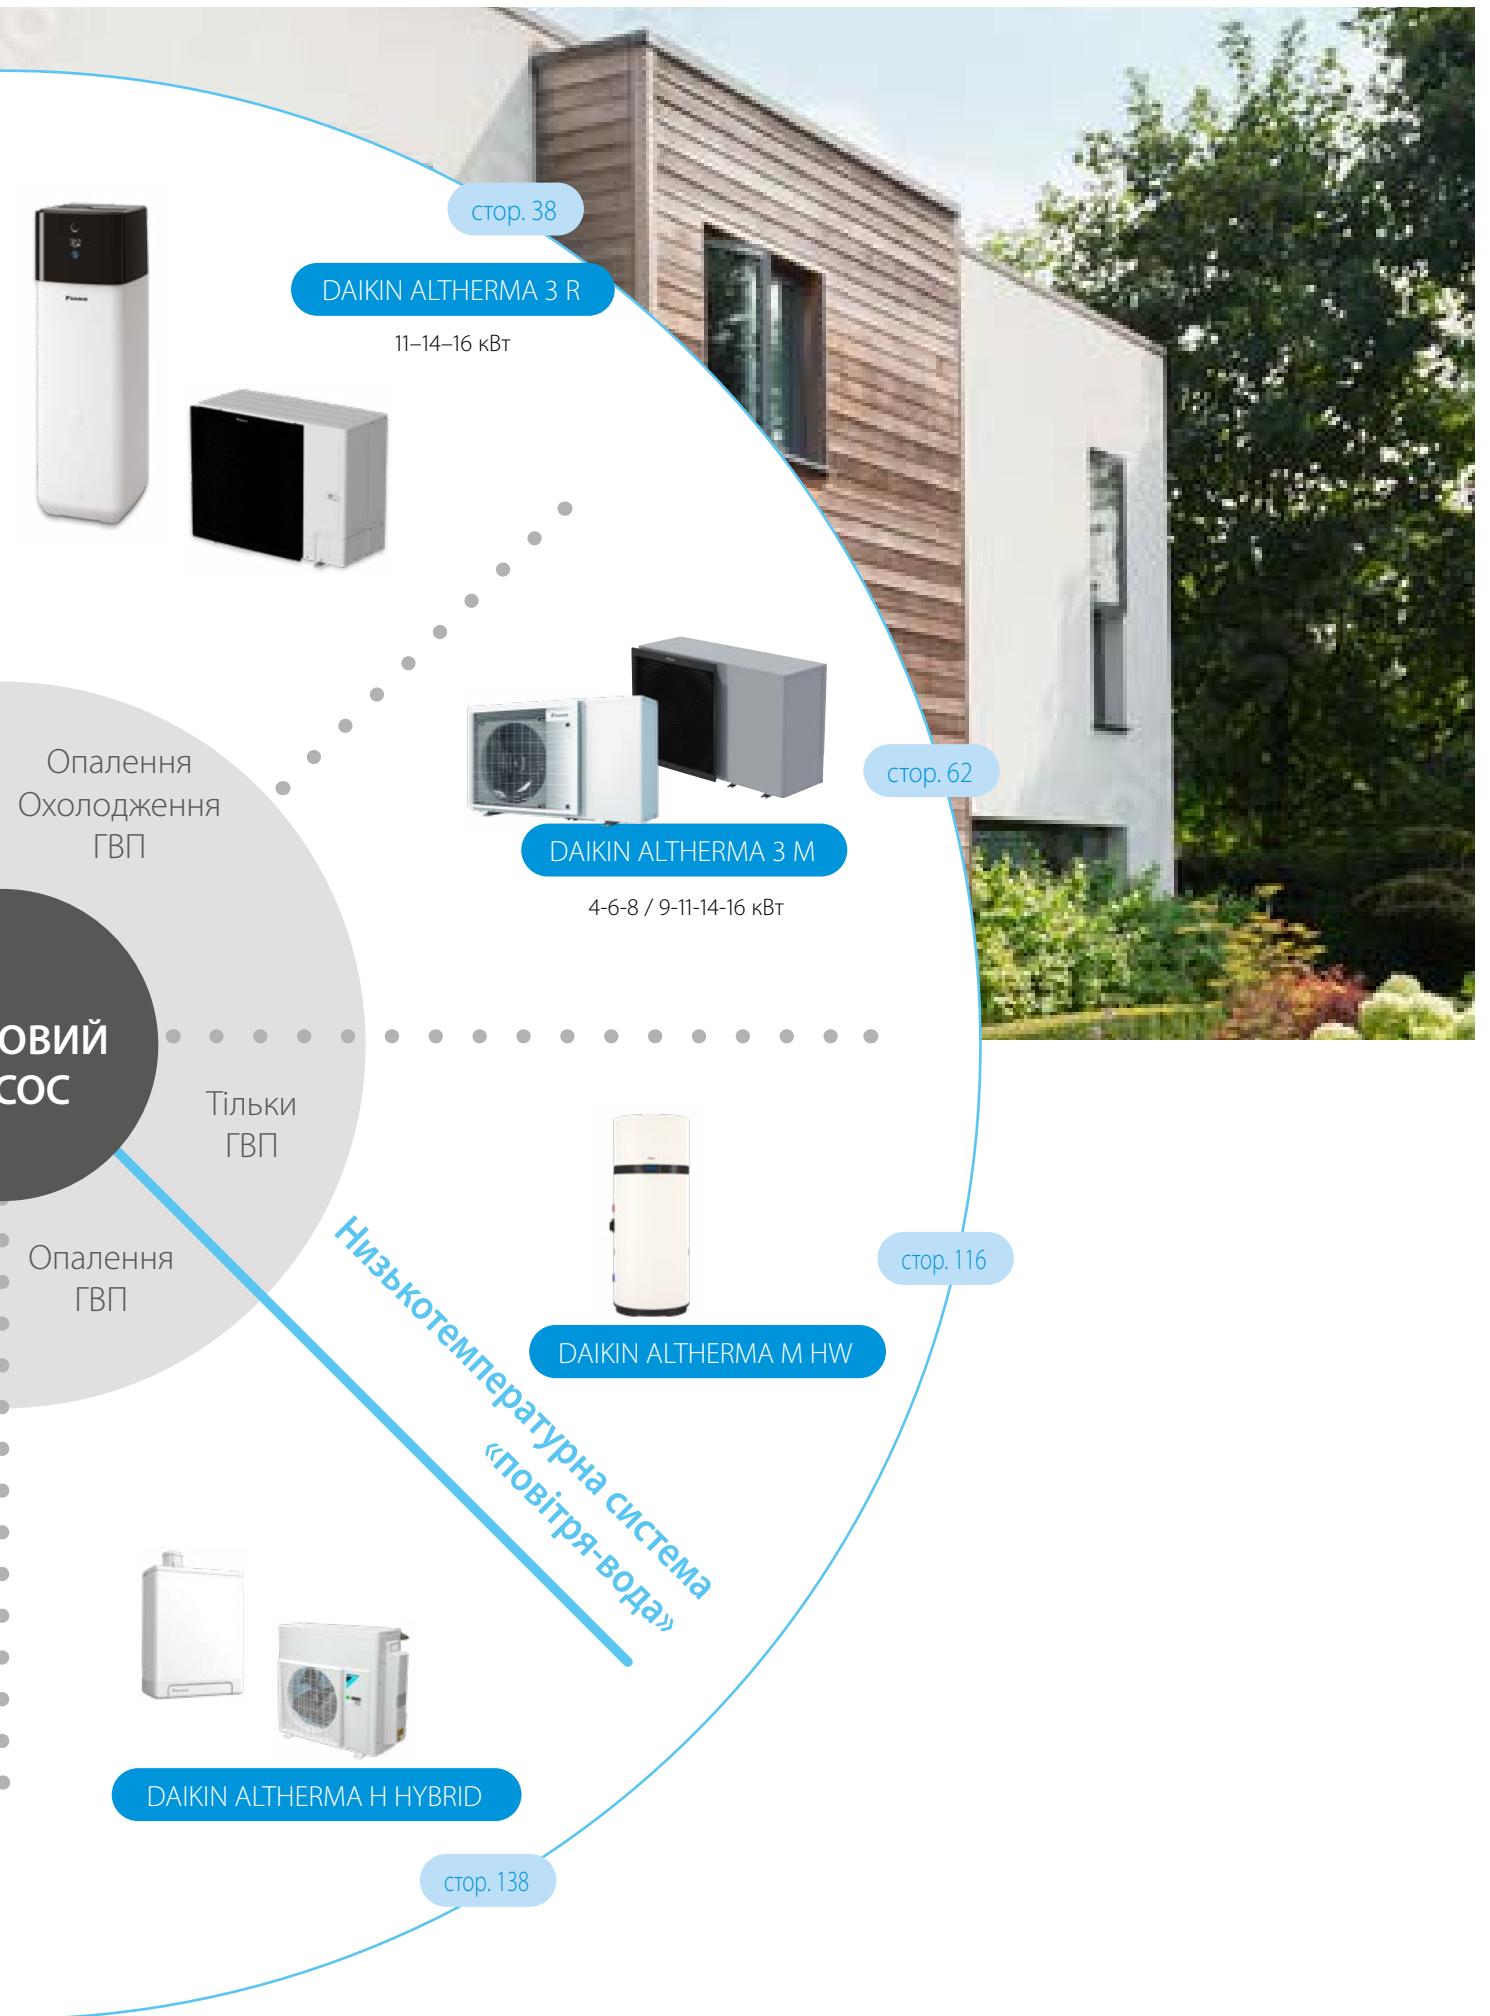 стор. 38
DAIKIN ALTHERMA 3 R
11–14–16 кВт
Опалення
Охолодження
ГВП
стор. 62
DAIKIN ALTHERMA 3 M
4-6-8 / 9-11-14-16 кВт
ОВИЙ
СОС
Тільки
ГВП
Опалення
ГВП
Низькотемпературна система
«повітря-вода»
стор. 116
DAIKIN ALTHERMA M HW
DAIKIN ALTHERMA H HYBRID
стор. 138